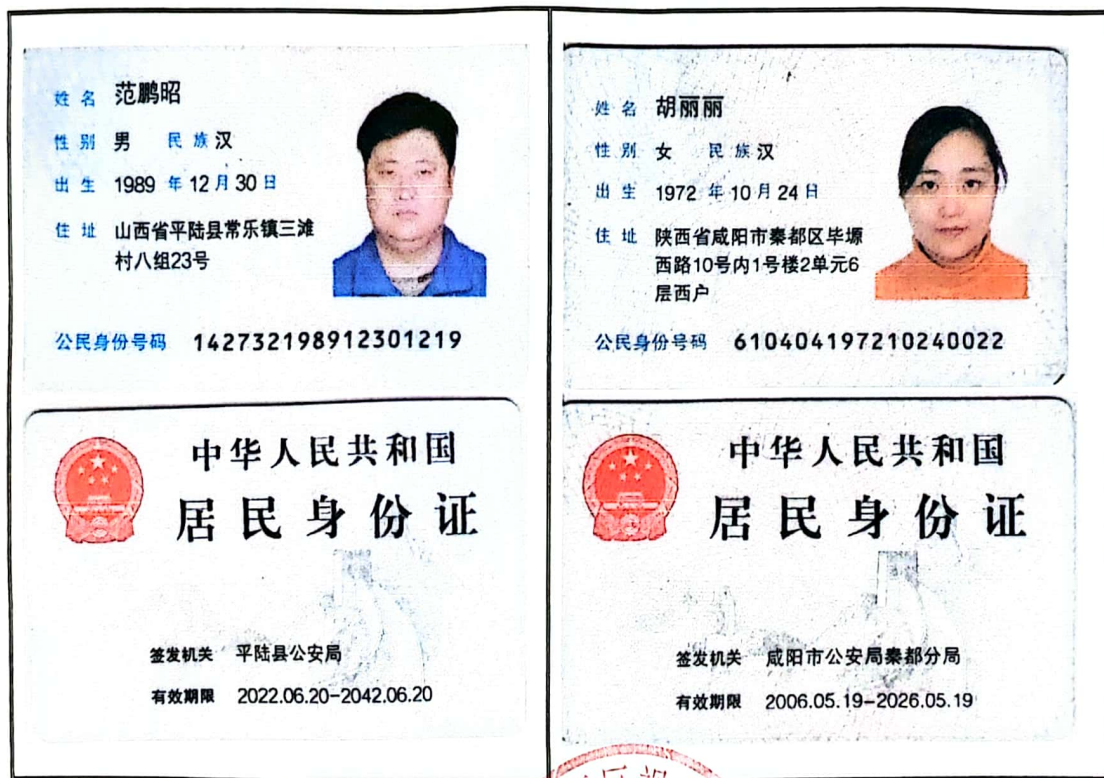 姓名 范鹏昭
性别 男 民族 汉
出生 1989 年 12 月 30 日
住址 山西省平陆县常乐镇三滩
村八组23号
公民身份号码 142732198912301219
中华人民共和国
居民身份证
签发机关 平陆县公安局
有效期限 2022.06.20-2042.06.20
姓名 胡丽丽
性别 女 民族 汉
出生 1972 年 10 月 24 日
住址 陕西省咸阳市秦都区毕塬
西路10号内1号楼2单元6
层西户
公民身份号码 610404197210240022
中华人民共和国
居民身份证
签发机关 咸阳市公安局秦都分局
有效期限 2006.05.19-2026.05.19